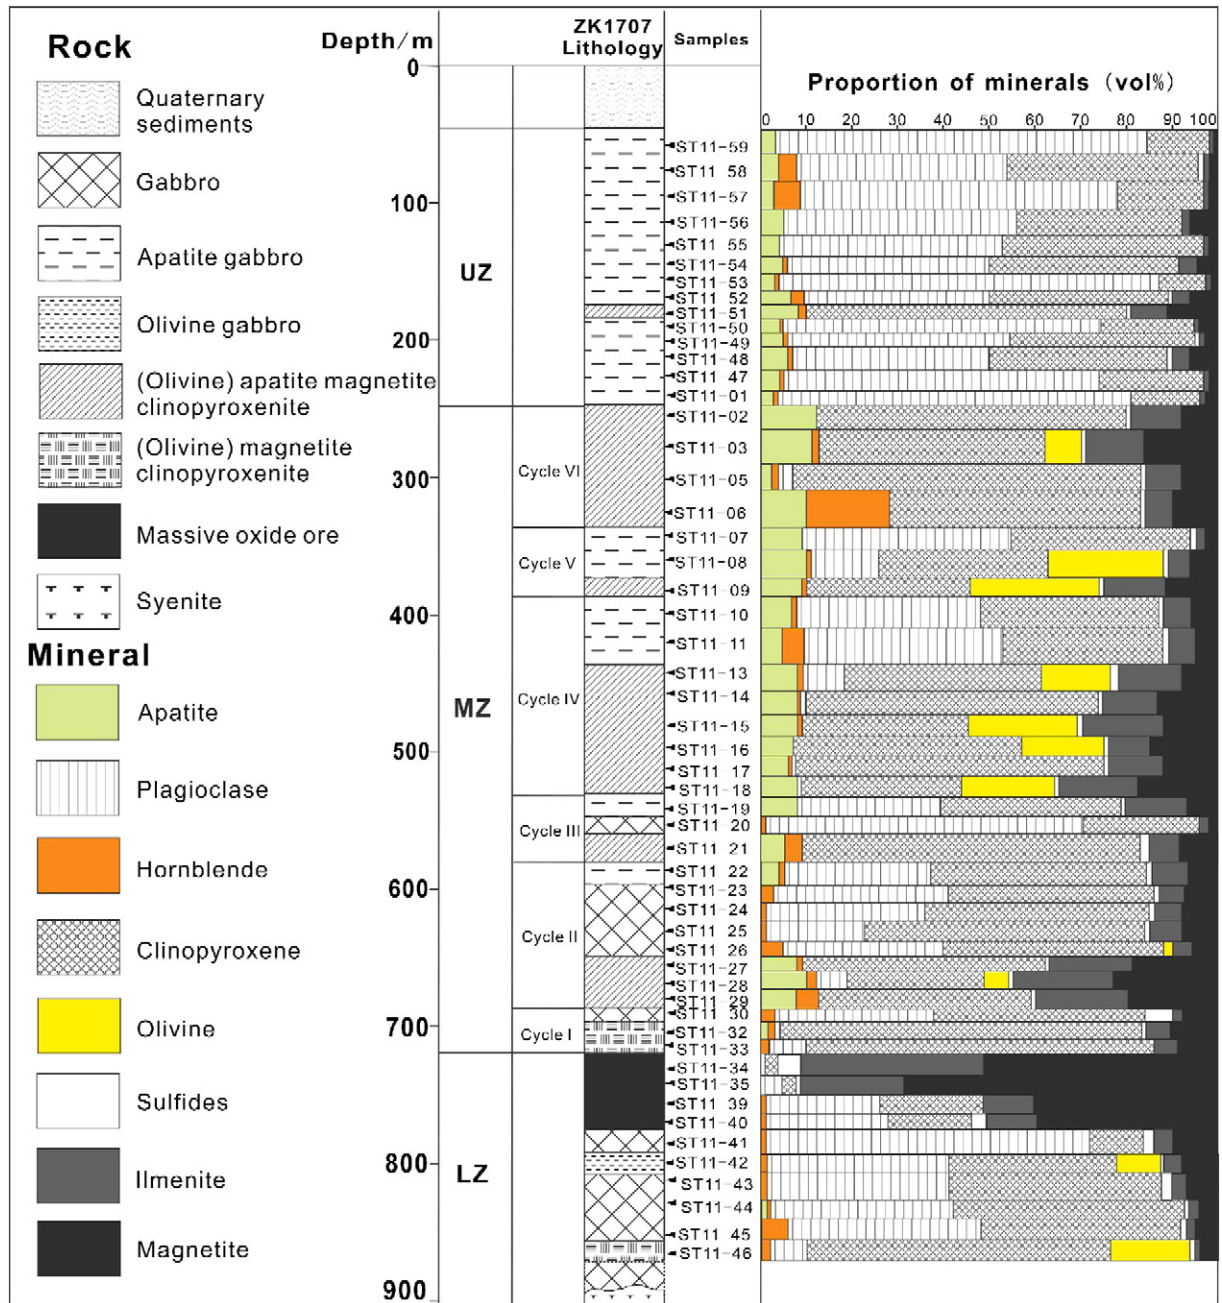 Rock
Quaternary
sediments
Gabbro
Apatite gabbro
Olivine gabbro
(Olivine) apatite magnetite
clinopyroxenite
(Olivine) magnetite
clinopyroxenite
Massive oxide ore
Syenite
Mineral
Apatite
Plagioclase
Hornblende
Clinopyroxene
Olivine
Sulfides
Ilmenite
Magnetite
Depth/m
0
100
200
300
400
500
600
700
800
900
UZ
MZ
LZ
Cycle VI
Cycle V
Cycle IV
Cycle III
Cycle II
Cycle I
ZK1707
Lithology
Samples
ST11-59
ST11 58
ST11-57
ST11-56
ST11-55
ST11-54
ST11-53
ST11 52
ST11-51
ST11-50
ST11-49
ST11-48
ST11-47
ST11-01
ST11-02
ST11-03
ST11-05
ST11-06
ST11-07
ST11-08
ST11-09
ST11-10
ST11-11
ST11-13
ST11-14
ST11-15
ST11-16
ST11 17
ST11-18
ST11-19
ST11 20
ST11 21
ST11 22
ST11-23
ST11-24
ST11 25
ST11 26
ST11-27
ST11-28
ST11-29
ST11 30
ST11-32
ST11-33
ST11-34
ST11-35
ST11 39
ST11-40
ST11-41
ST11-42
ST11-43
ST11-44
ST11 45
ST11-46
Proportion of minerals (vol%)
0 10 20 30 40 50 60 70 80 90 100